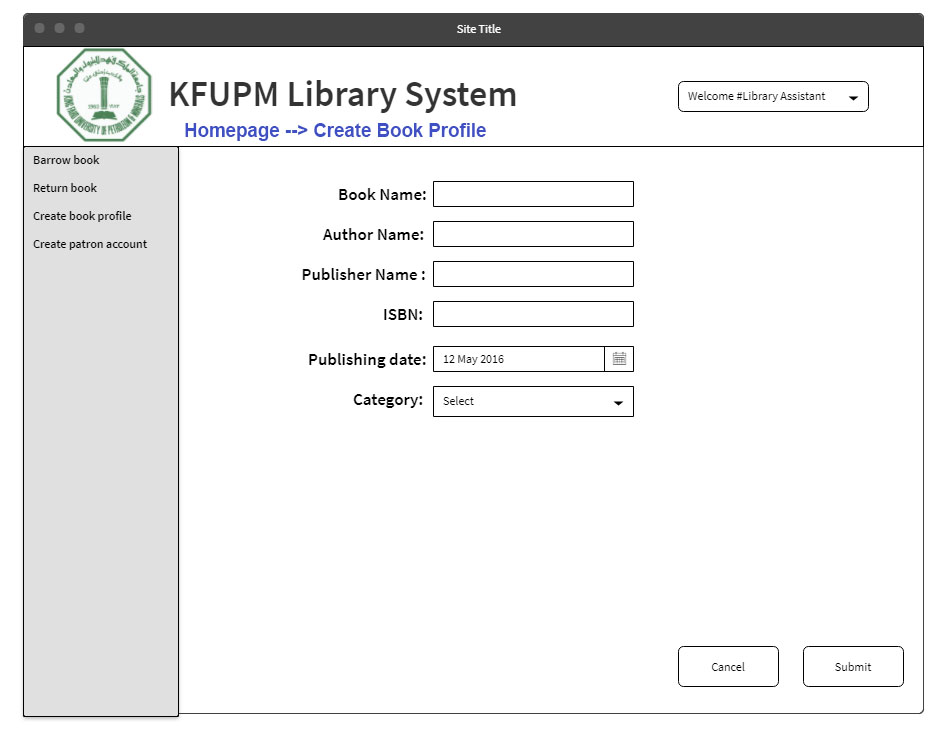 Site Title
KFUPM Library System
Welcome #Library Assistant
Homepage --> Create Book Profile
Barrow book
Return book
Create book profile
Create patron account
Book Name:
Author Name:
Publisher Name :
ISBN:
Publishing date: 12 May 2016
Category: Select
Cancel
Submit